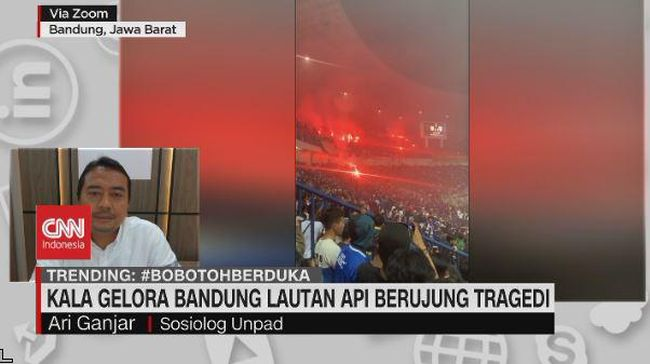 Via Zoom
Bandung, Jawa Barat
CNN
Indonesia
TRENDING: #BOBOTOHBERDUKA
KALA GELORA BANDUNG LAUTAN API BERUJUNG TRAGEDI
Ari Ganjar Sosiolog Unpad